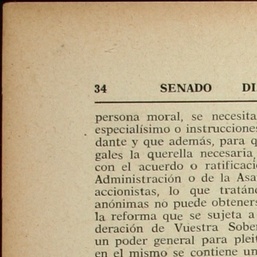 34 SENADO DI
persona moral, se necesita
especialísimo o instrucciones
dante y que además, para q
gales la querella necesaria,
con el acuerdo o ratificació
Administración o de la Asa
accionistas, lo que tratán
anónimas no puede obteners
la reforma que se sujeta a
deración de Vuestra Sober
un poder general para pleit
en el mismo se contiene un